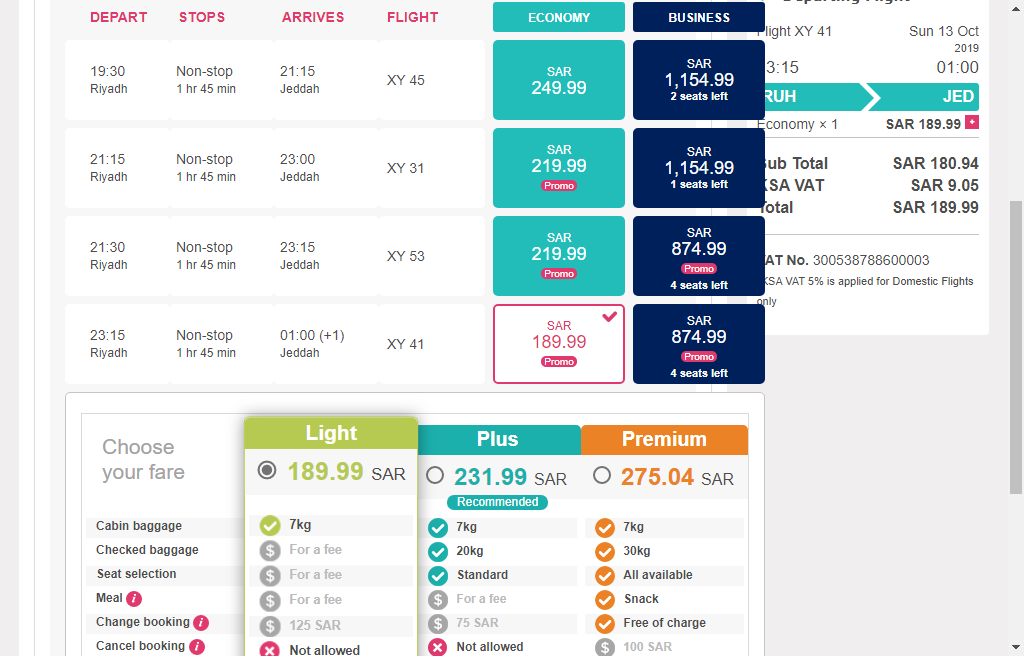 DEPART STOPS ARRIVES FLIGHT ECONOMY BUSINESS
19:30 Non-stop 21:15 XY 45 SAR 249.99 SAR 1,154.99
Riyadh 1 hr 45 min Jeddah 2 seats left
21:15 Non-stop 23:00 XY 31 SAR 219.99 SAR 1,154.99
Riyadh 1 hr 45 min Jeddah Promo 1 seats left
21:30 Non-stop 23:15 XY 53 SAR 219.99 SAR 874.99
Riyadh 1 hr 45 min Jeddah Promo Promo 4 seats left
23:15 Non-stop 01:00 (+1) XY 41 SAR 189.99 SAR 874.99
Riyadh 1 hr 45 min Jeddah Promo Promo 4 seats left
Flight XY 41 Sun 13 Oct
2019
3:15 01:00
RUH JED
Economy × 1 SAR 189.99 +
Sub Total SAR 180.94
KSA VAT SAR 9.05
Total SAR 189.99
VAT No. 300538788600003
KSA VAT 5% is applied for Domestic Flights
only
Choose
your fare
Light Plus Premium
189.99 SAR 231.99 SAR 275.04 SAR
Recommended
Cabin baggage 7kg 7kg 7kg
Checked baggage $ For a fee 20kg 30kg
Seat selection $ For a fee Standard All available
Meal i $ For a fee $ For a fee Snack
Change booking i $ 125 SAR $ 75 SAR Free of charge
Cancel booking i Not allowed Not allowed $ 100 SAR